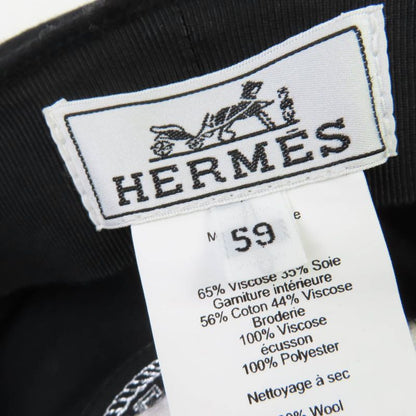 HERMÈS
59
65% Viscose 35% Soie
Garniture intérieure
56% Coton 44% Viscose
Broderie
100% Viscose
écusson
100% Polyester
Nettoyage à sec
Wool